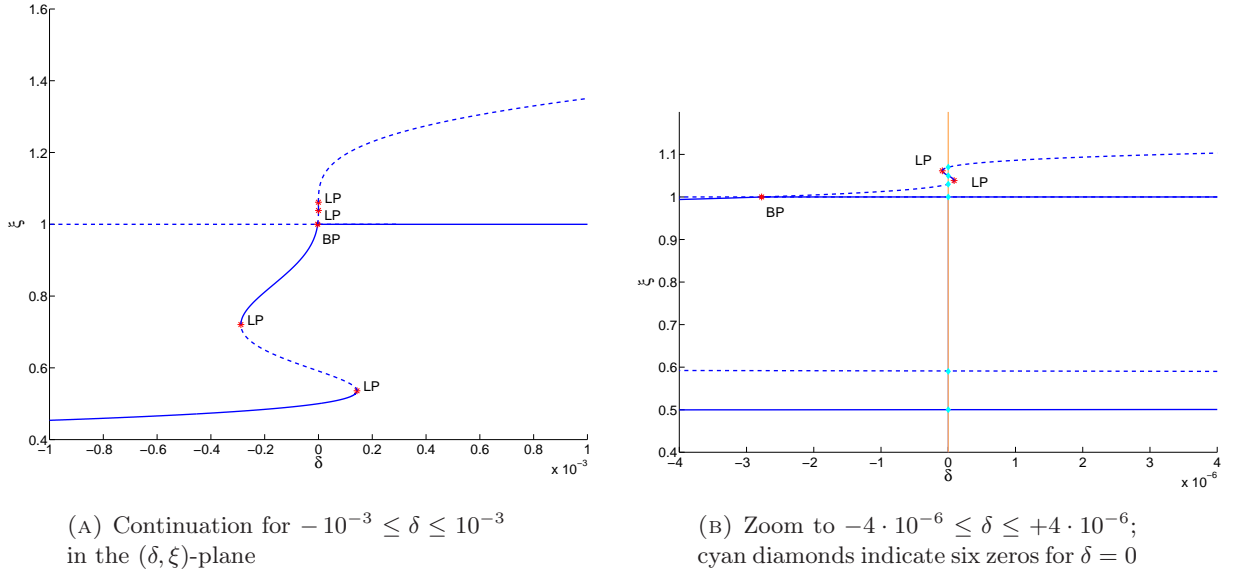 1.6
1.4
1.2
1
0.8
0.6
0.4
ξ
LP
LP
BP
LP
LP
−1 −0.8 −0.6 −0.4 −0.2 0 0.2 0.4 0.6 0.8 1
δ
x 10⁻³
(A) Continuation for − 10⁻³ ≤ δ ≤ 10⁻³
in the (δ, ξ)-plane
1.1
1
0.9
0.8
0.7
0.6
0.5
0.4
ξ
LP
LP
BP
−4 −3 −2 −1 0 1 2 3 4
δ
x 10⁻⁶
(B) Zoom to −4 · 10⁻⁶ ≤ δ ≤ +4 · 10⁻⁶;
cyan diamonds indicate six zeros for δ = 0